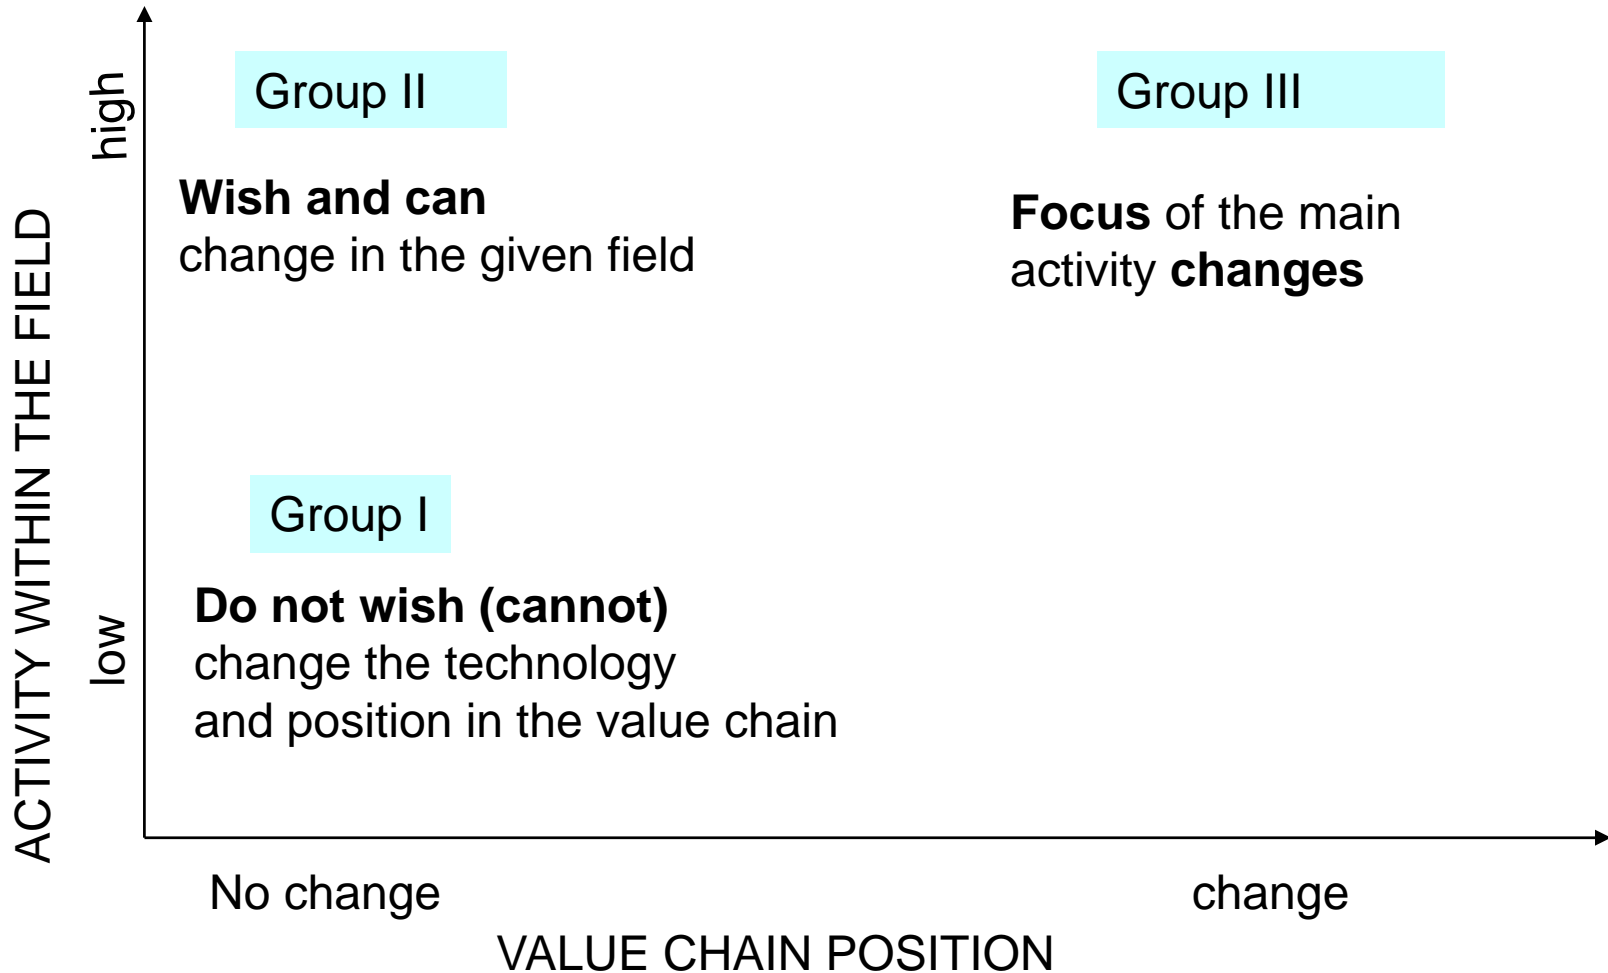 ACTIVITY WITHIN THE FIELD
high
low
Group II
Wish and can
change in the given field
Group III
Focus of the main
activity changes
Group I
Do not wish (cannot)
change the technology
and position in the value chain
No change
change
VALUE CHAIN POSITION